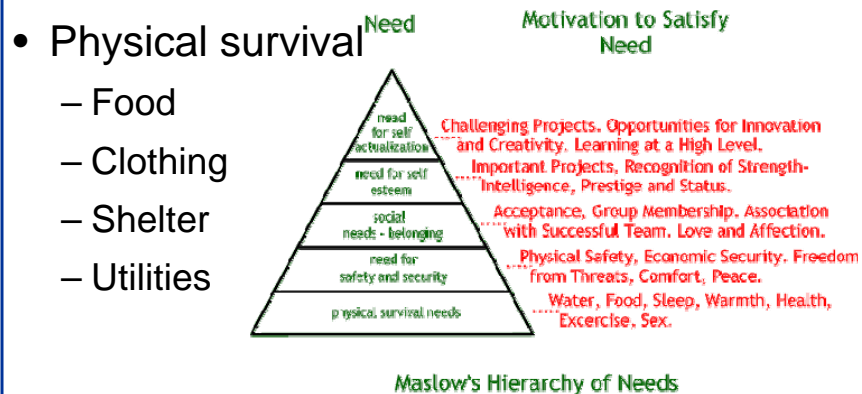 • Physical survival
– Food
– Clothing
– Shelter
– Utilities
Need
Motivation to Satisfy
Need
need
for self
actualization
Challenging Projects. Opportunities for Innovation
and Creativity. Learning at a High Level.
need for self
esteem
Important Projects, Recognition of Strength-
Intelligence, Prestige and Status.
social
needs - belonging
Acceptance, Group Membership. Association
with Successful Team. Love and Affection.
need for
safety and security
Physical Safety, Economic Security. Freedom
from Threats, Comfort, Peace.
physical survival needs
Water, Food, Sleep, Warmth, Health,
Excercise, Sex.
Maslow's Hierarchy of Needs